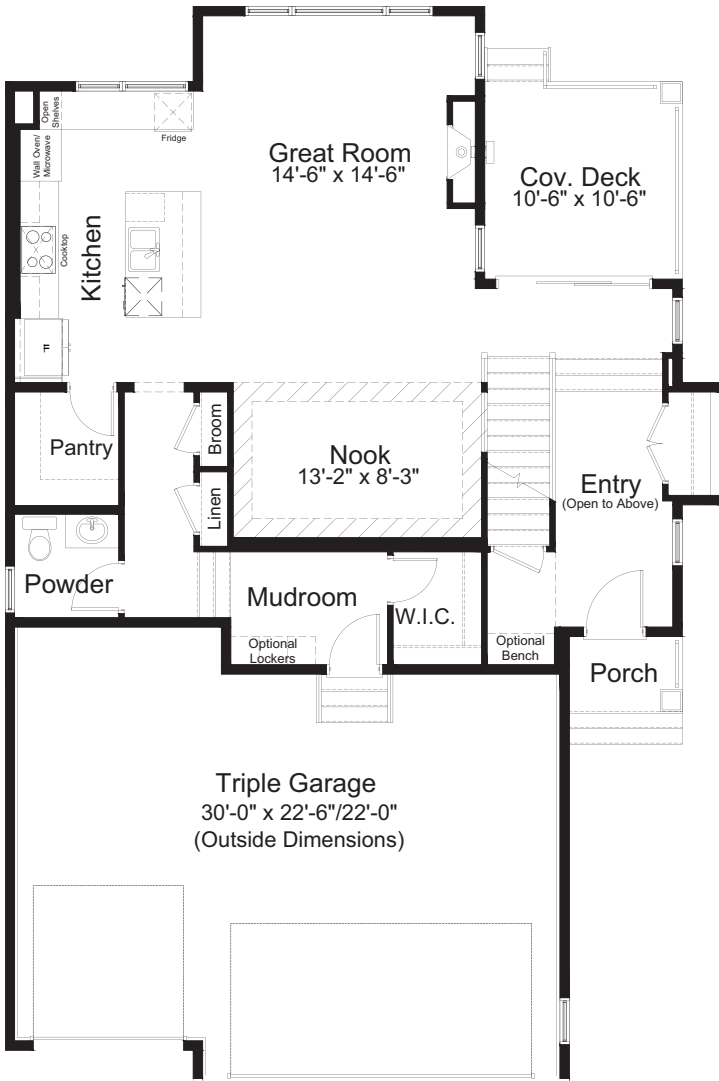 Open
Shelves
Fridge
Wall Oven/
Microwave
Great Room
14'-6" x 14'-6"
Cov. Deck
10'-6" x 10'-6"
Kitchen
Cooktop
F
Pantry
Broom
Linen
Nook
13'-2" x 8'-3"
Entry
(Open to Above)
Powder
Mudroom
W.I.C.
Optional
Lockers
Optional
Bench
Porch
Triple Garage
30'-0" x 22'-6"/22'-0"
(Outside Dimensions)